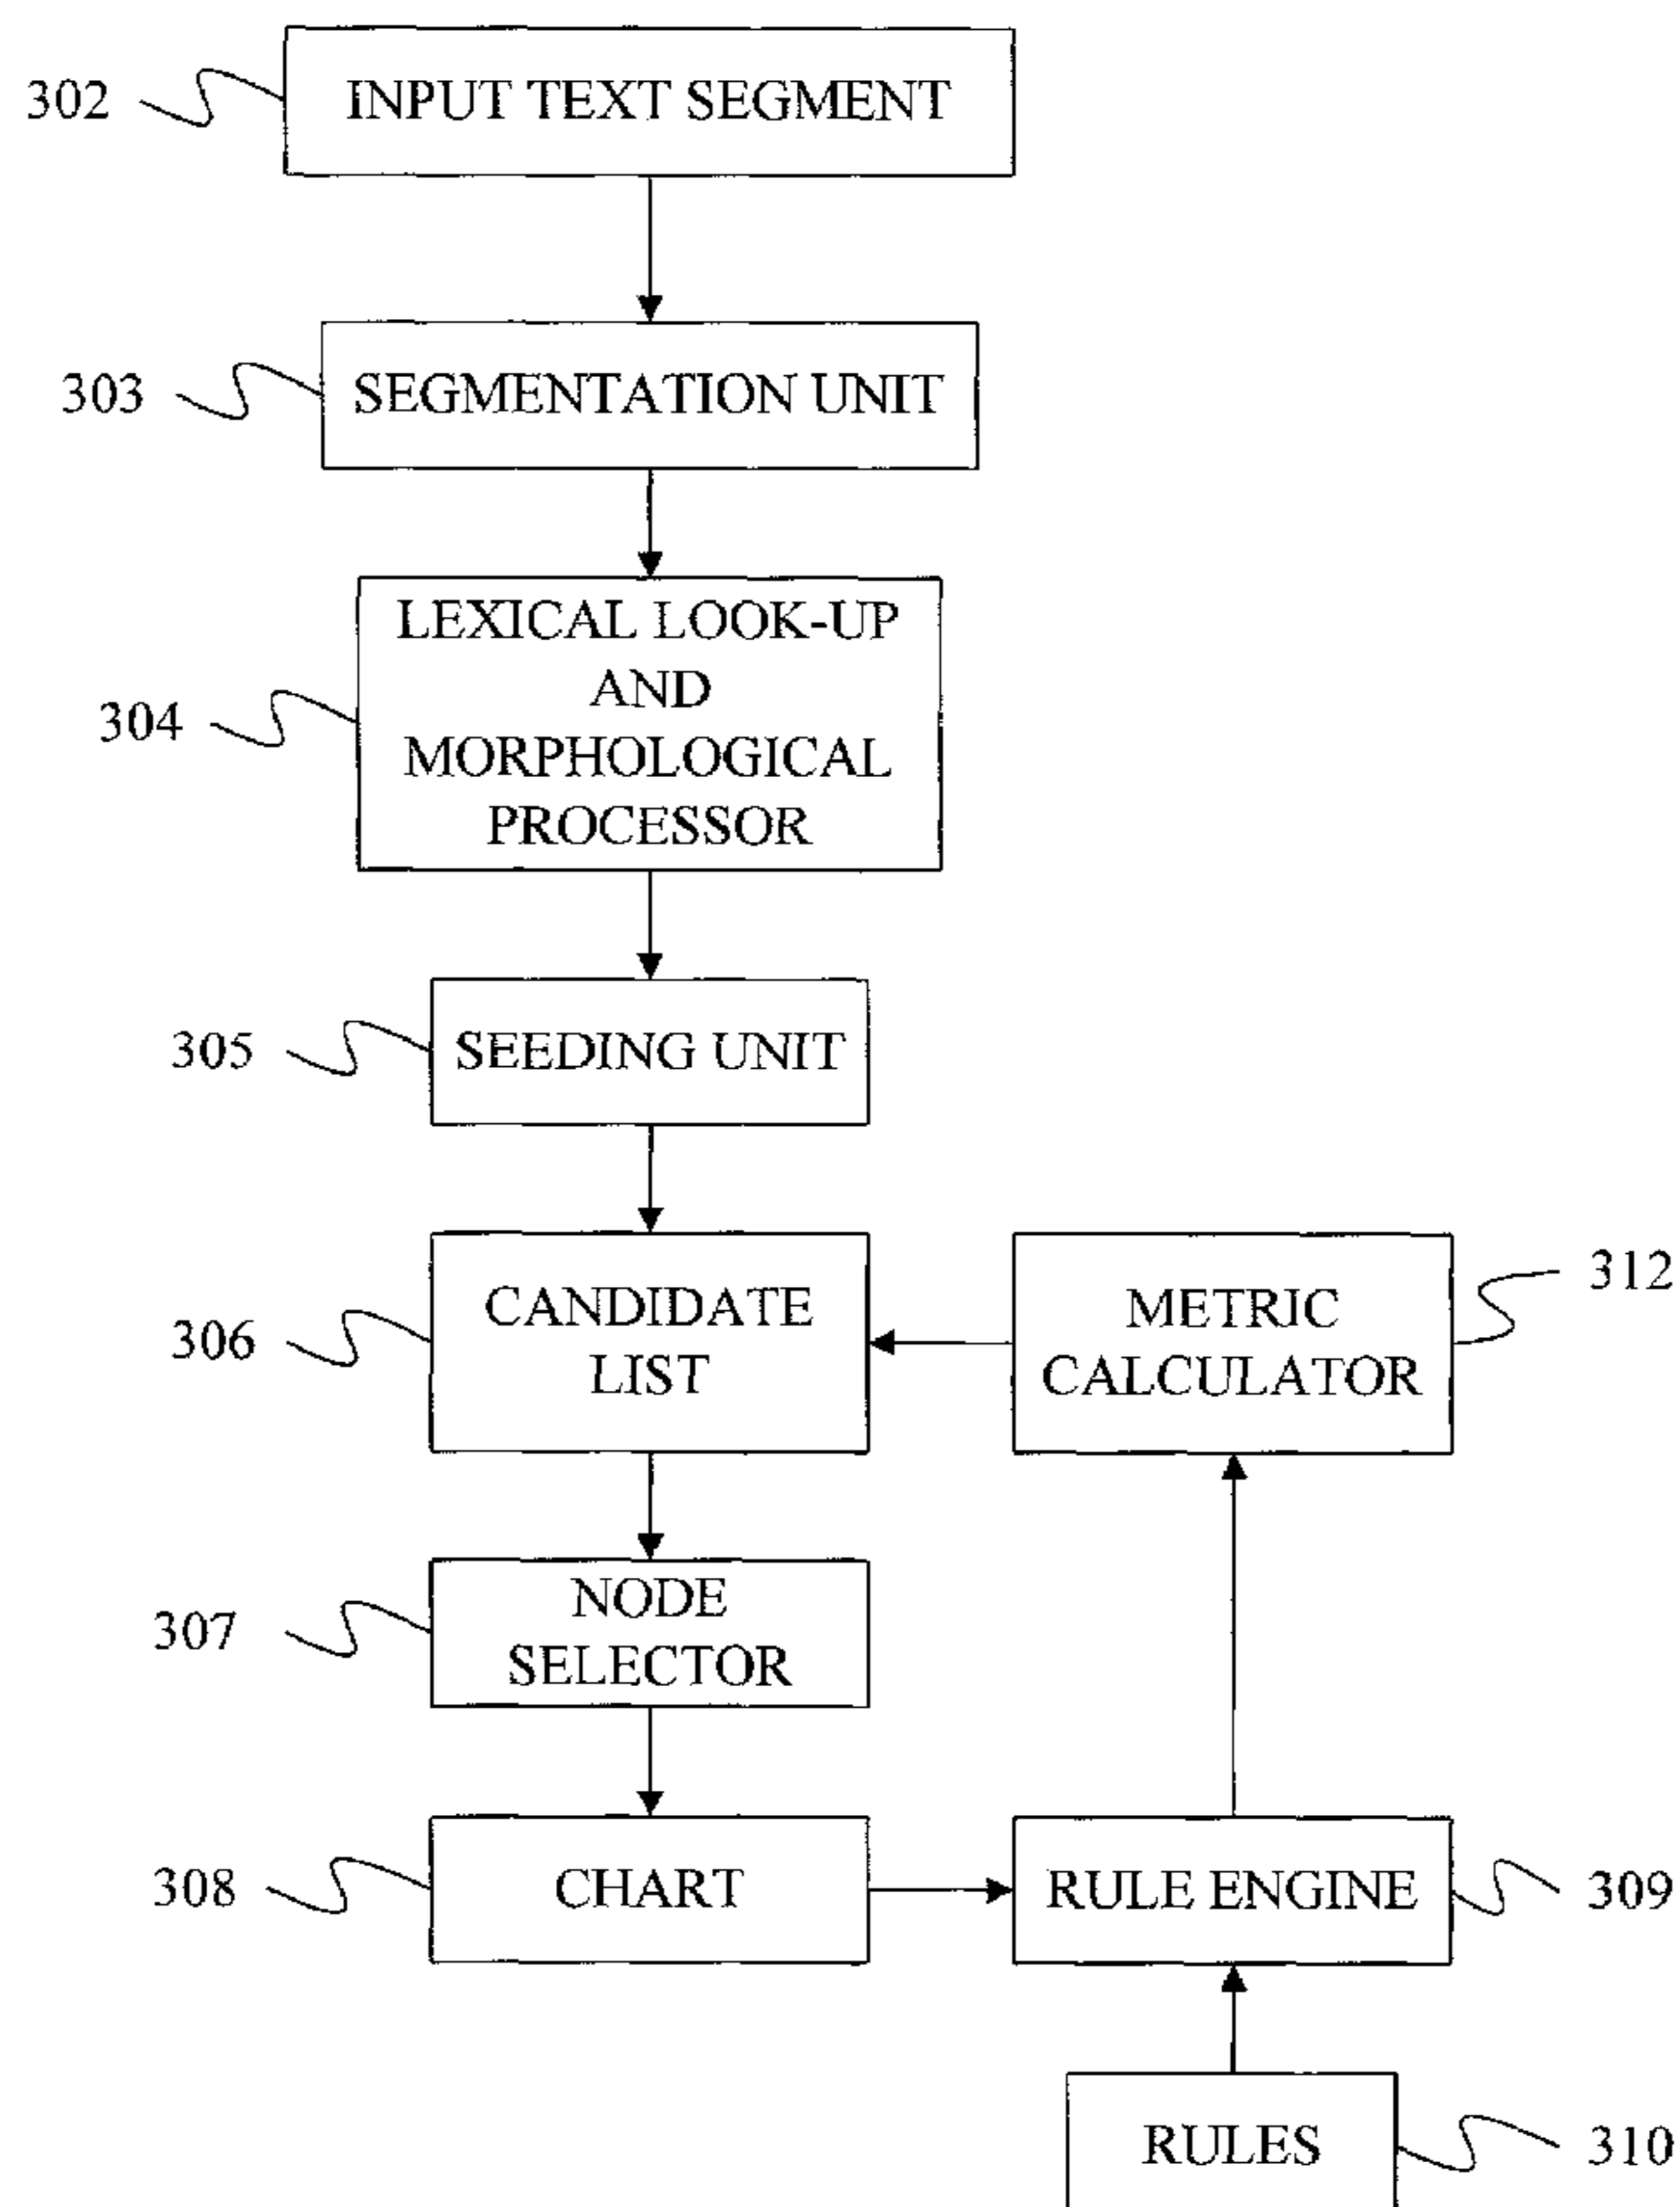 302
INPUT TEXT SEGMENT
303
SEGMENTATION UNIT
304
LEXICAL LOOK-UP
AND
MORPHOLOGICAL
PROCESSOR
305
SEEDING UNIT
306
CANDIDATE
LIST
METRIC
CALCULATOR
312
307
NODE
SELECTOR
308
CHART
RULE ENGINE
309
RULES
310